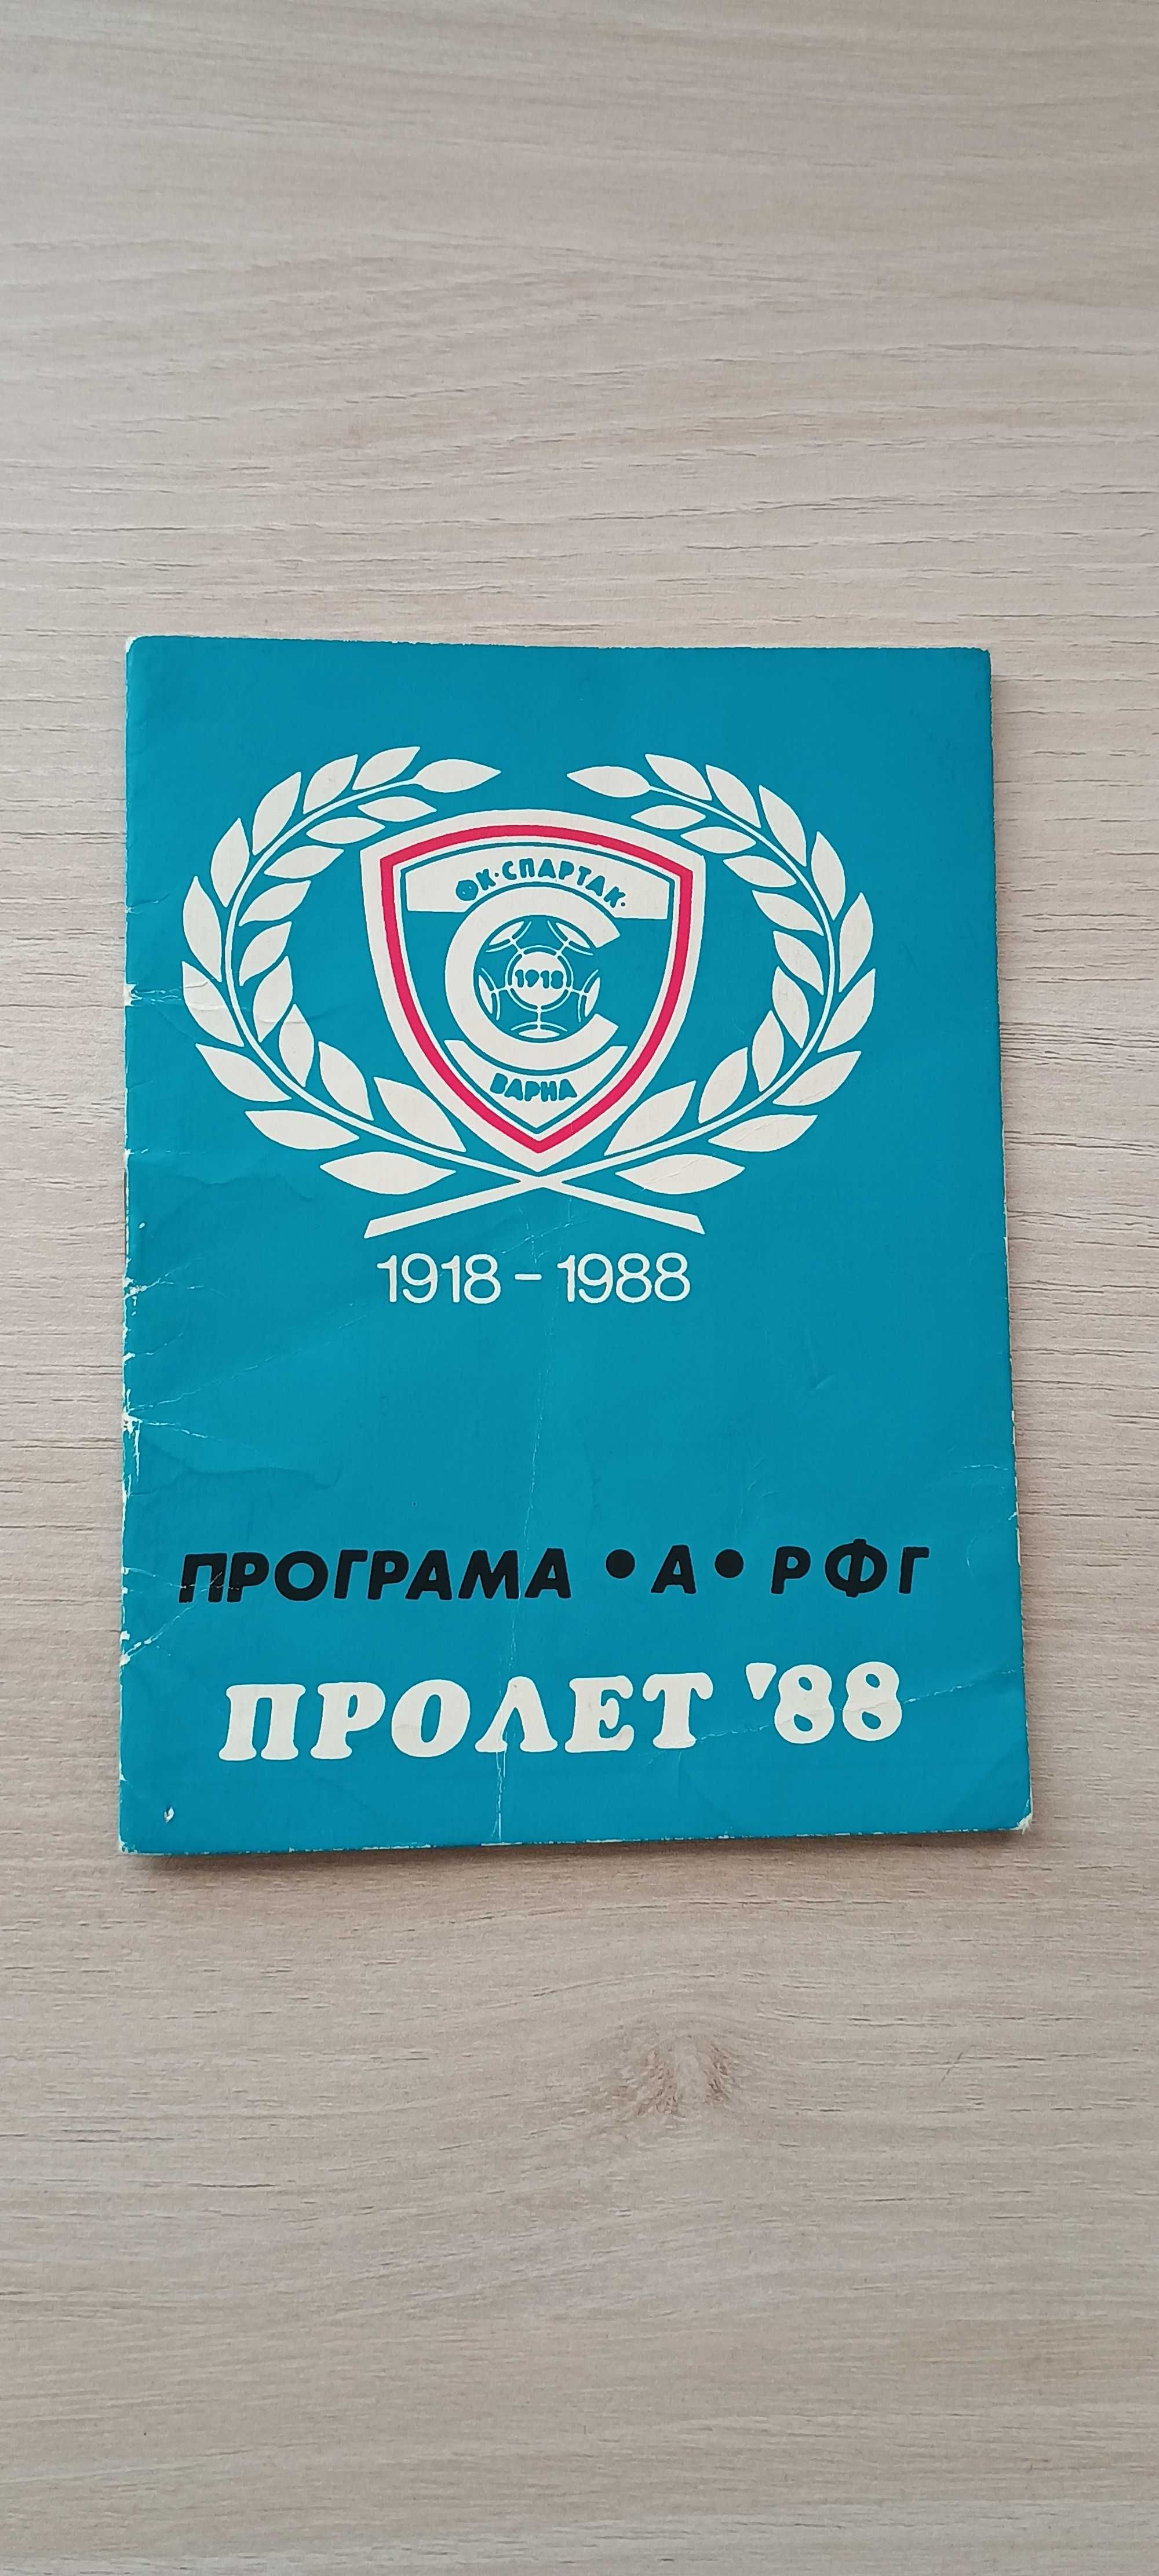 ФК·СПАРТАК·
1918
ВАРНА
1918-1988
ПРОГРАМА •А• РФГ
ПРОЛЕТ '88